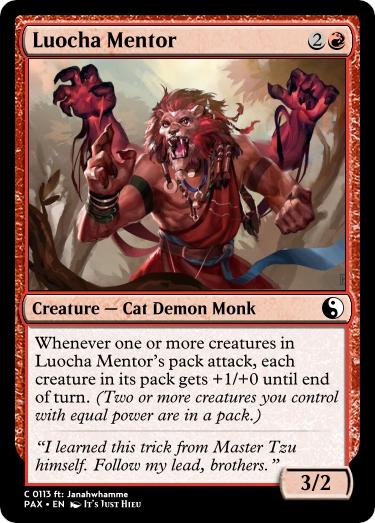 Luocha Mentor 2
Creature — Cat Demon Monk
Whenever one or more creatures in
Luocha Mentor's pack attack, each
creature in its pack gets +1/+0 until end
of turn. (Two or more creatures you control
with equal power are in a pack.)
“I learned this trick from Master Tzu
himself. Follow my lead, brothers.”
3/2
C 0113 ft: Janahwhamme
PAX • EN It's Just Hieu